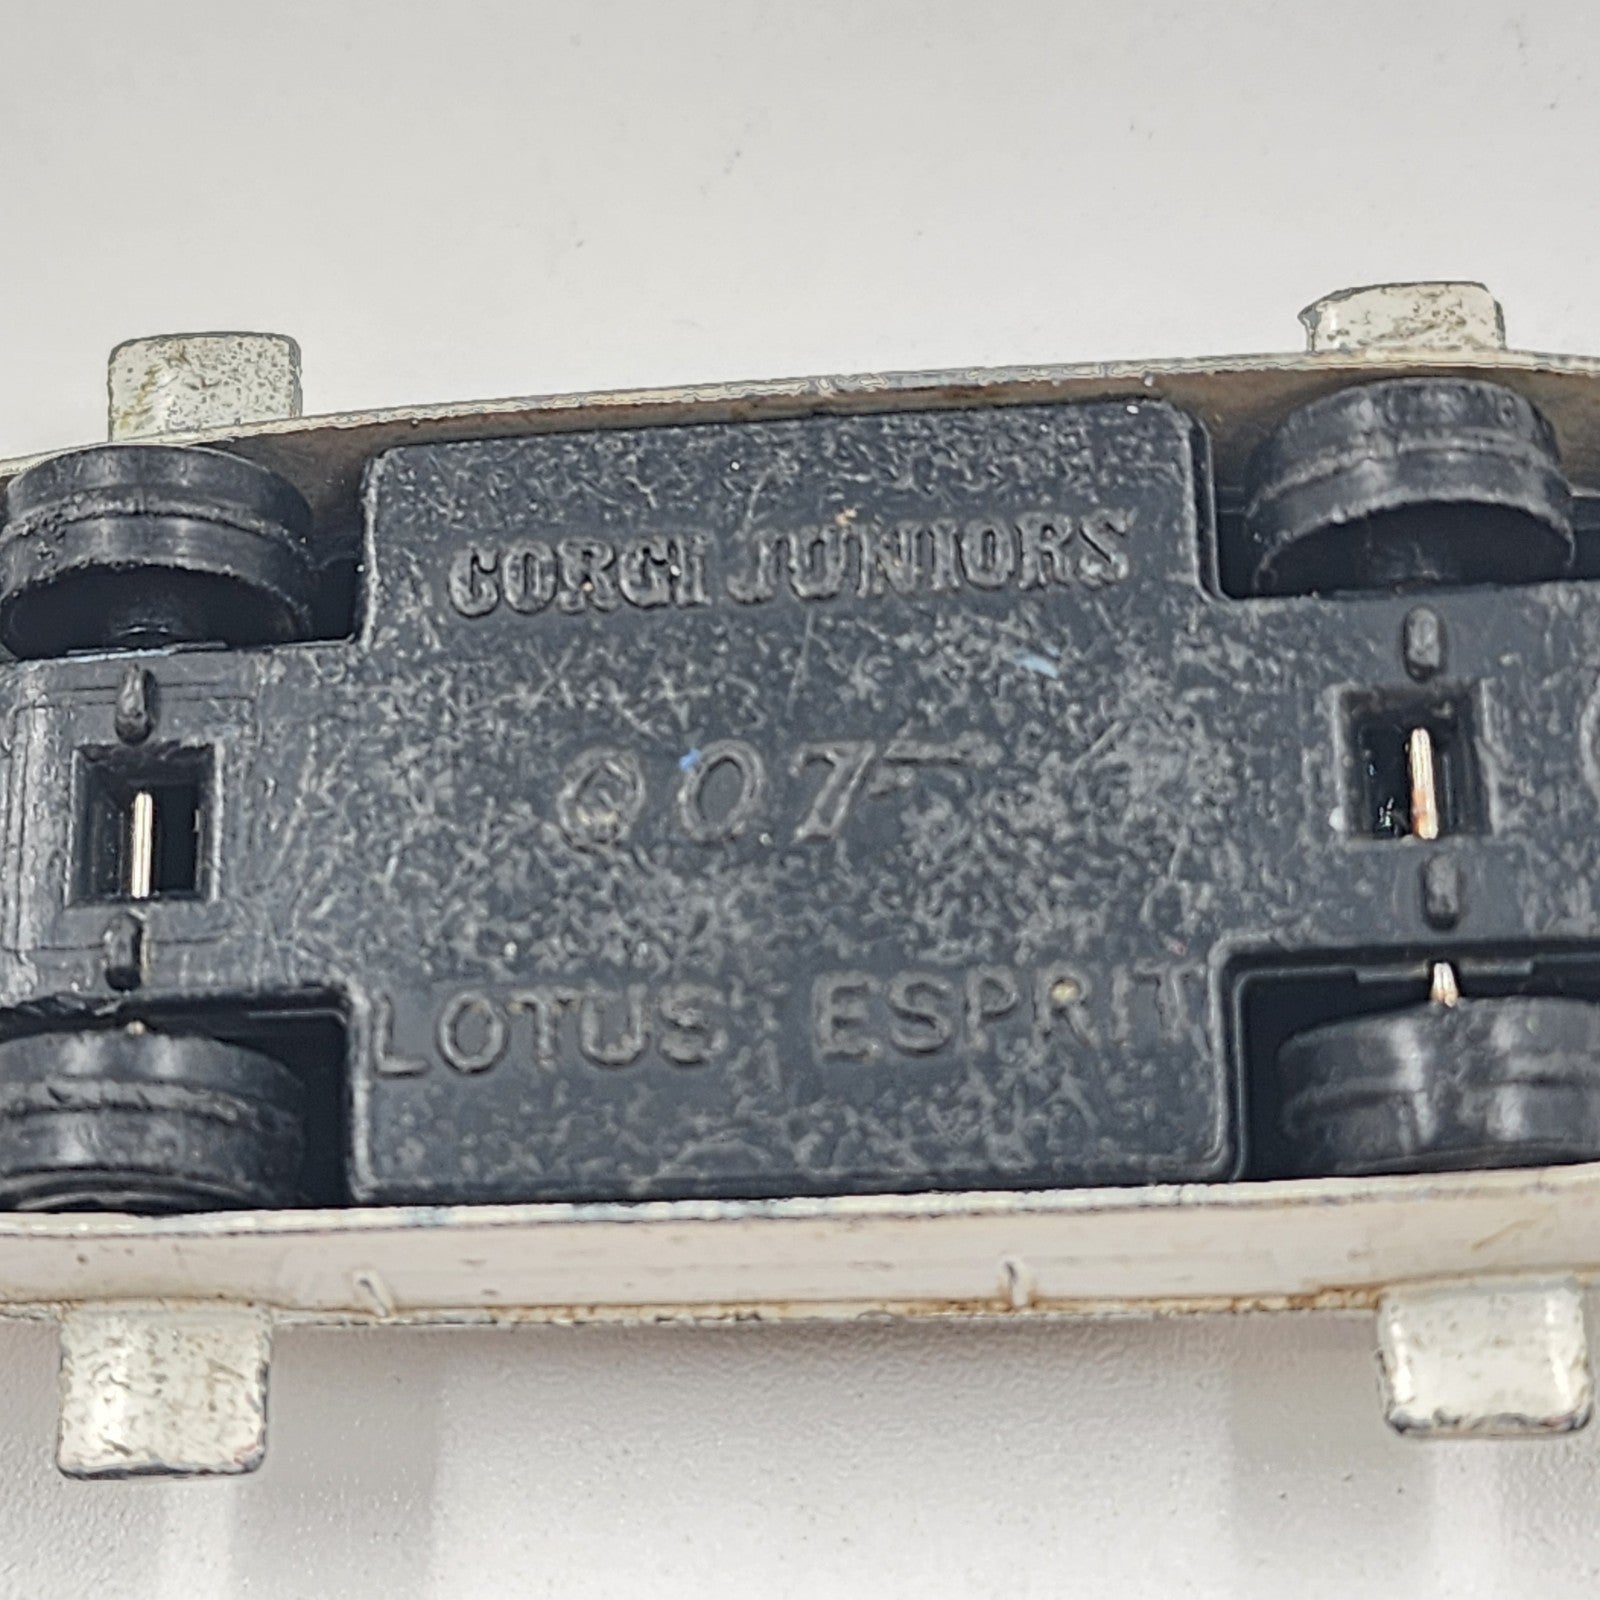 CORGI JUNIORS
007
LOTUS ESPRIT